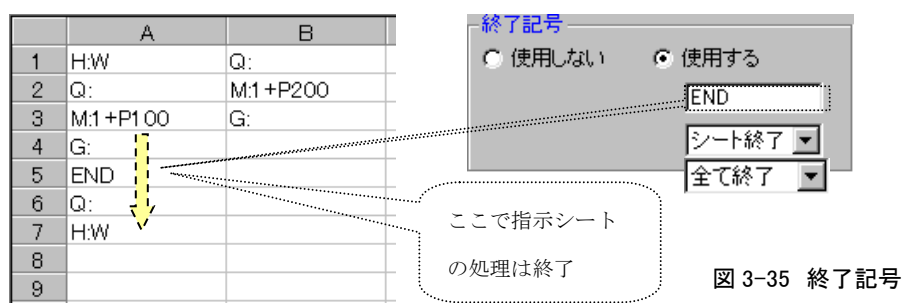 A B
1 H:W Q:
2 Q: M:1+P200
3 M:1+P100 G:
4 G:
5 END
6 Q:
7 H:W
8
9
終了記号
使用しない 使用する
END
シート終了
全て終了
ここで指示シート
の処理は終了
図 3-35 終了記号